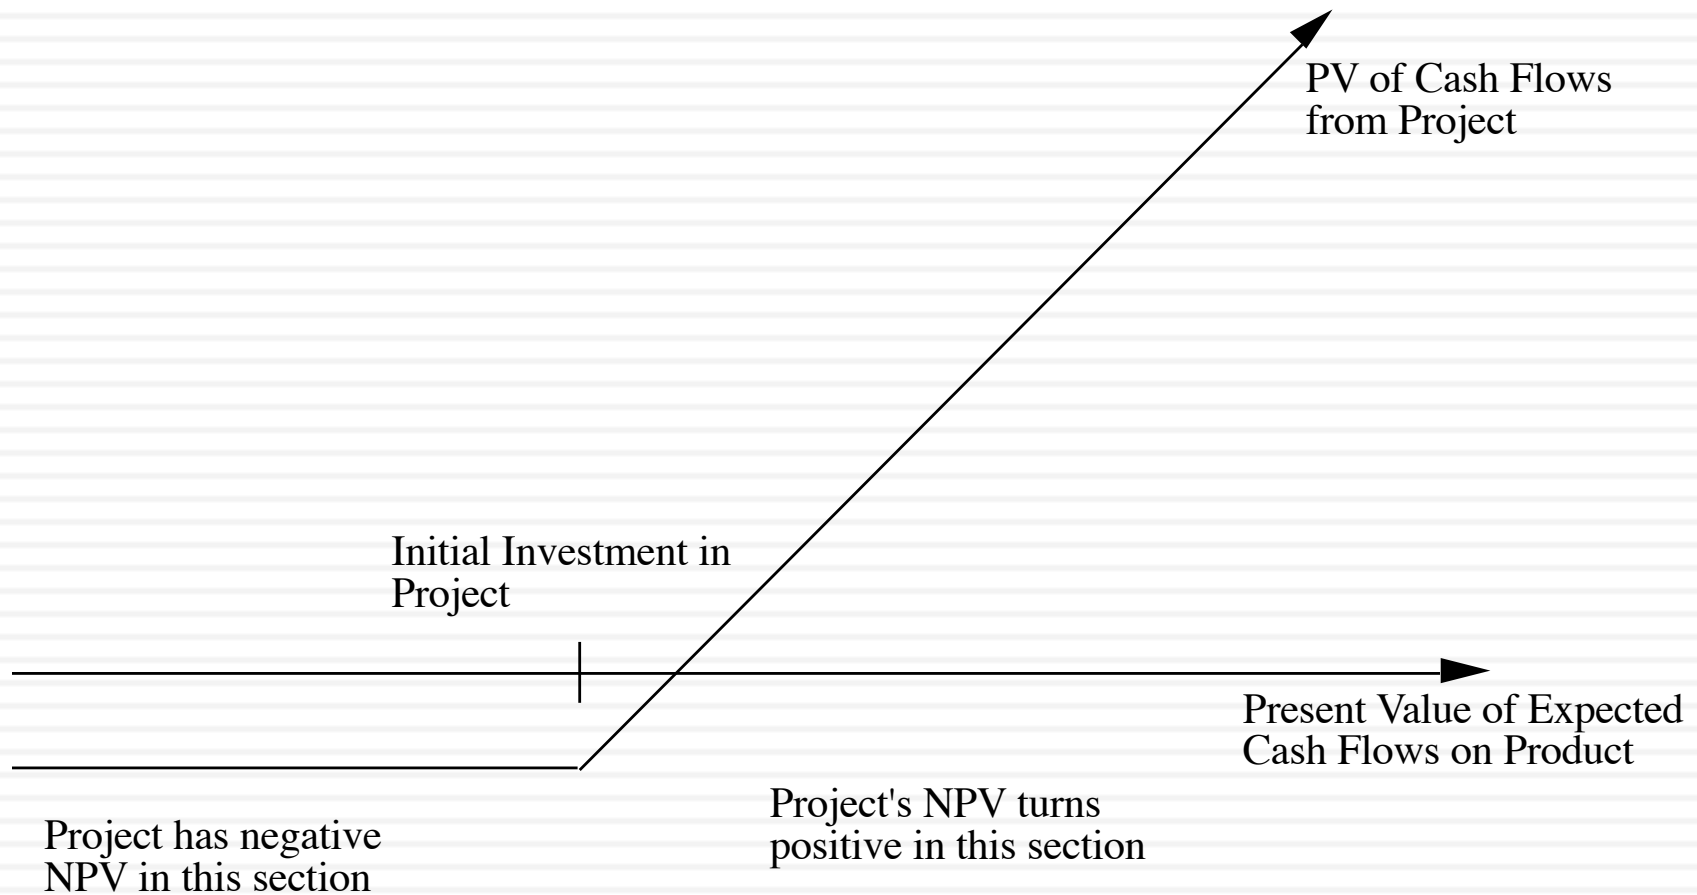 PV of Cash Flows
from Project
Initial Investment in
Project
Present Value of Expected
Cash Flows on Product
Project's NPV turns
positive in this section
Project has negative
NPV in this section